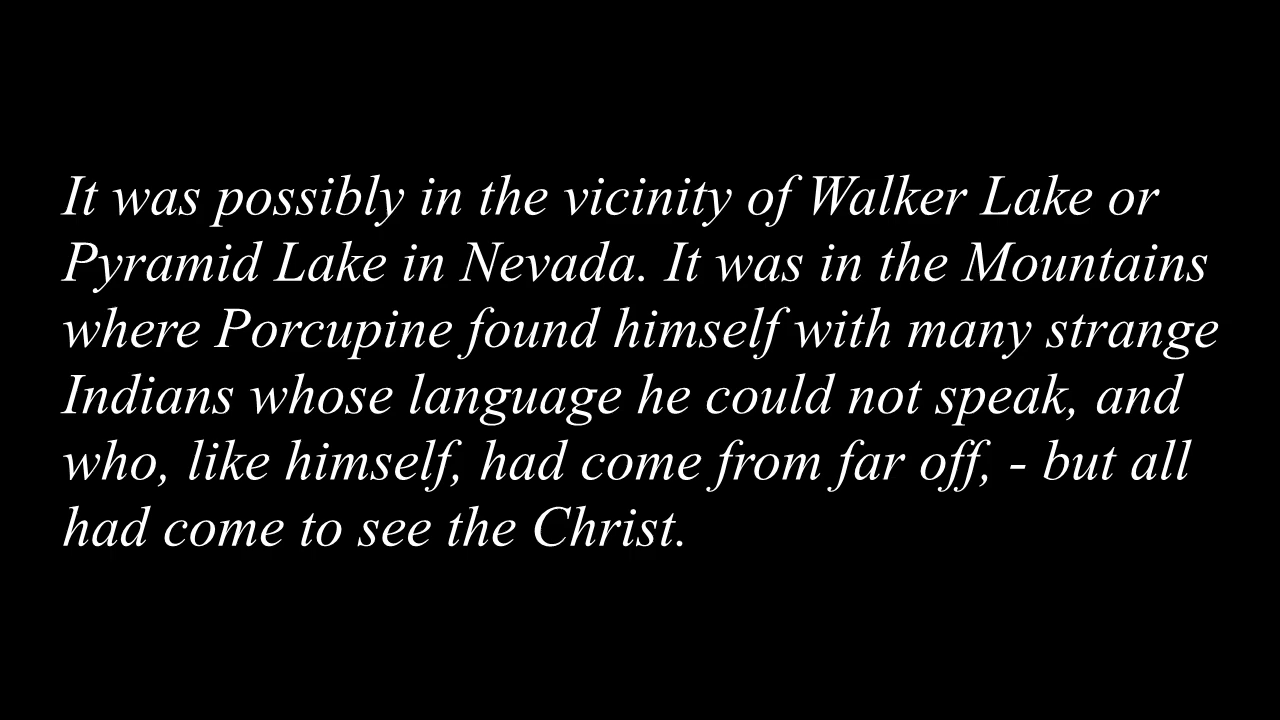 It was possibly in the vicinity of Walker Lake or
Pyramid Lake in Nevada. It was in the Mountains
where Porcupine found himself with many strange
Indians whose language he could not speak, and
who, like himself, had come from far off, - but all
had come to see the Christ.